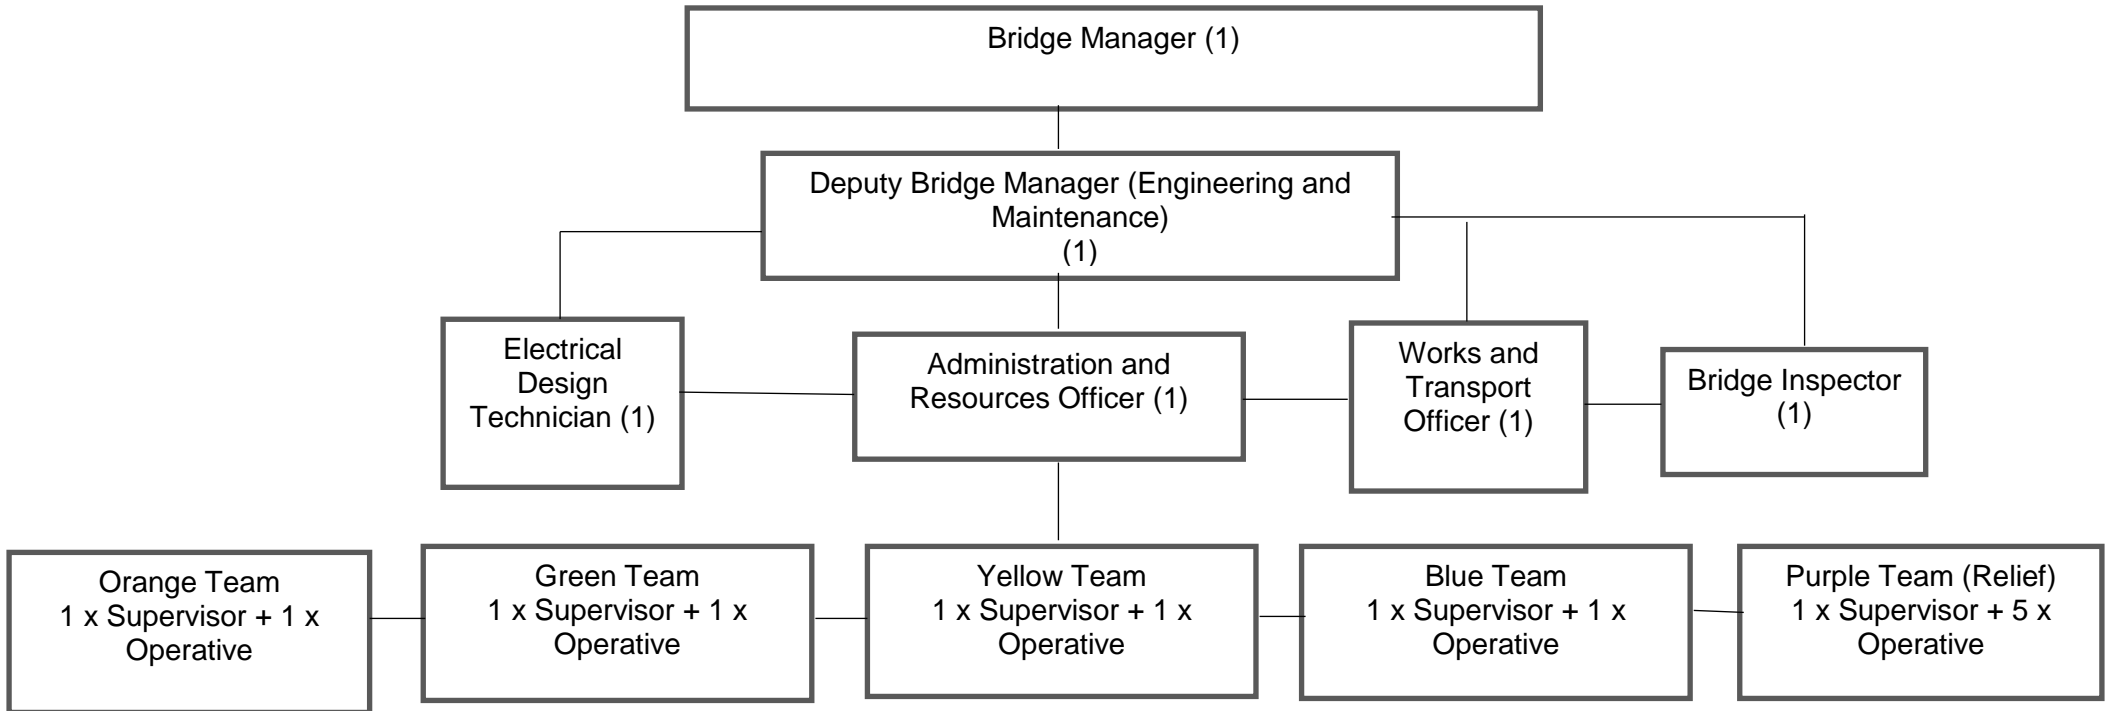 Bridge Manager (1)
Deputy Bridge Manager (Engineering and
Maintenance)
(1)
Electrical
Design
Technician (1)
Administration and
Resources Officer (1)
Works and
Transport
Officer (1)
Bridge Inspector
(1)
Orange Team
1 x Supervisor + 1 x
Operative
Green Team
1 x Supervisor + 1 x
Operative
Yellow Team
1 x Supervisor + 1 x
Operative
Blue Team
1 x Supervisor + 1 x
Operative
Purple Team (Relief)
1 x Supervisor + 5 x
Operative